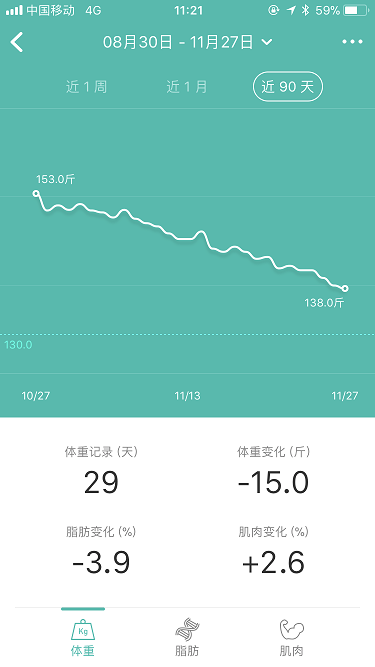 中国移动 4G 11:21 59%
08月30日 - 11月27日
近 1 周 近 1 月 近 90 天
153.0斤
138.0斤
130.0
10/27 11/13 11/27
体重记录 (天) 体重变化 (斤)
29 -15.0
脂肪变化 (%) 肌肉变化 (%)
-3.9 +2.6
Kg
体重 脂肪 肌肉